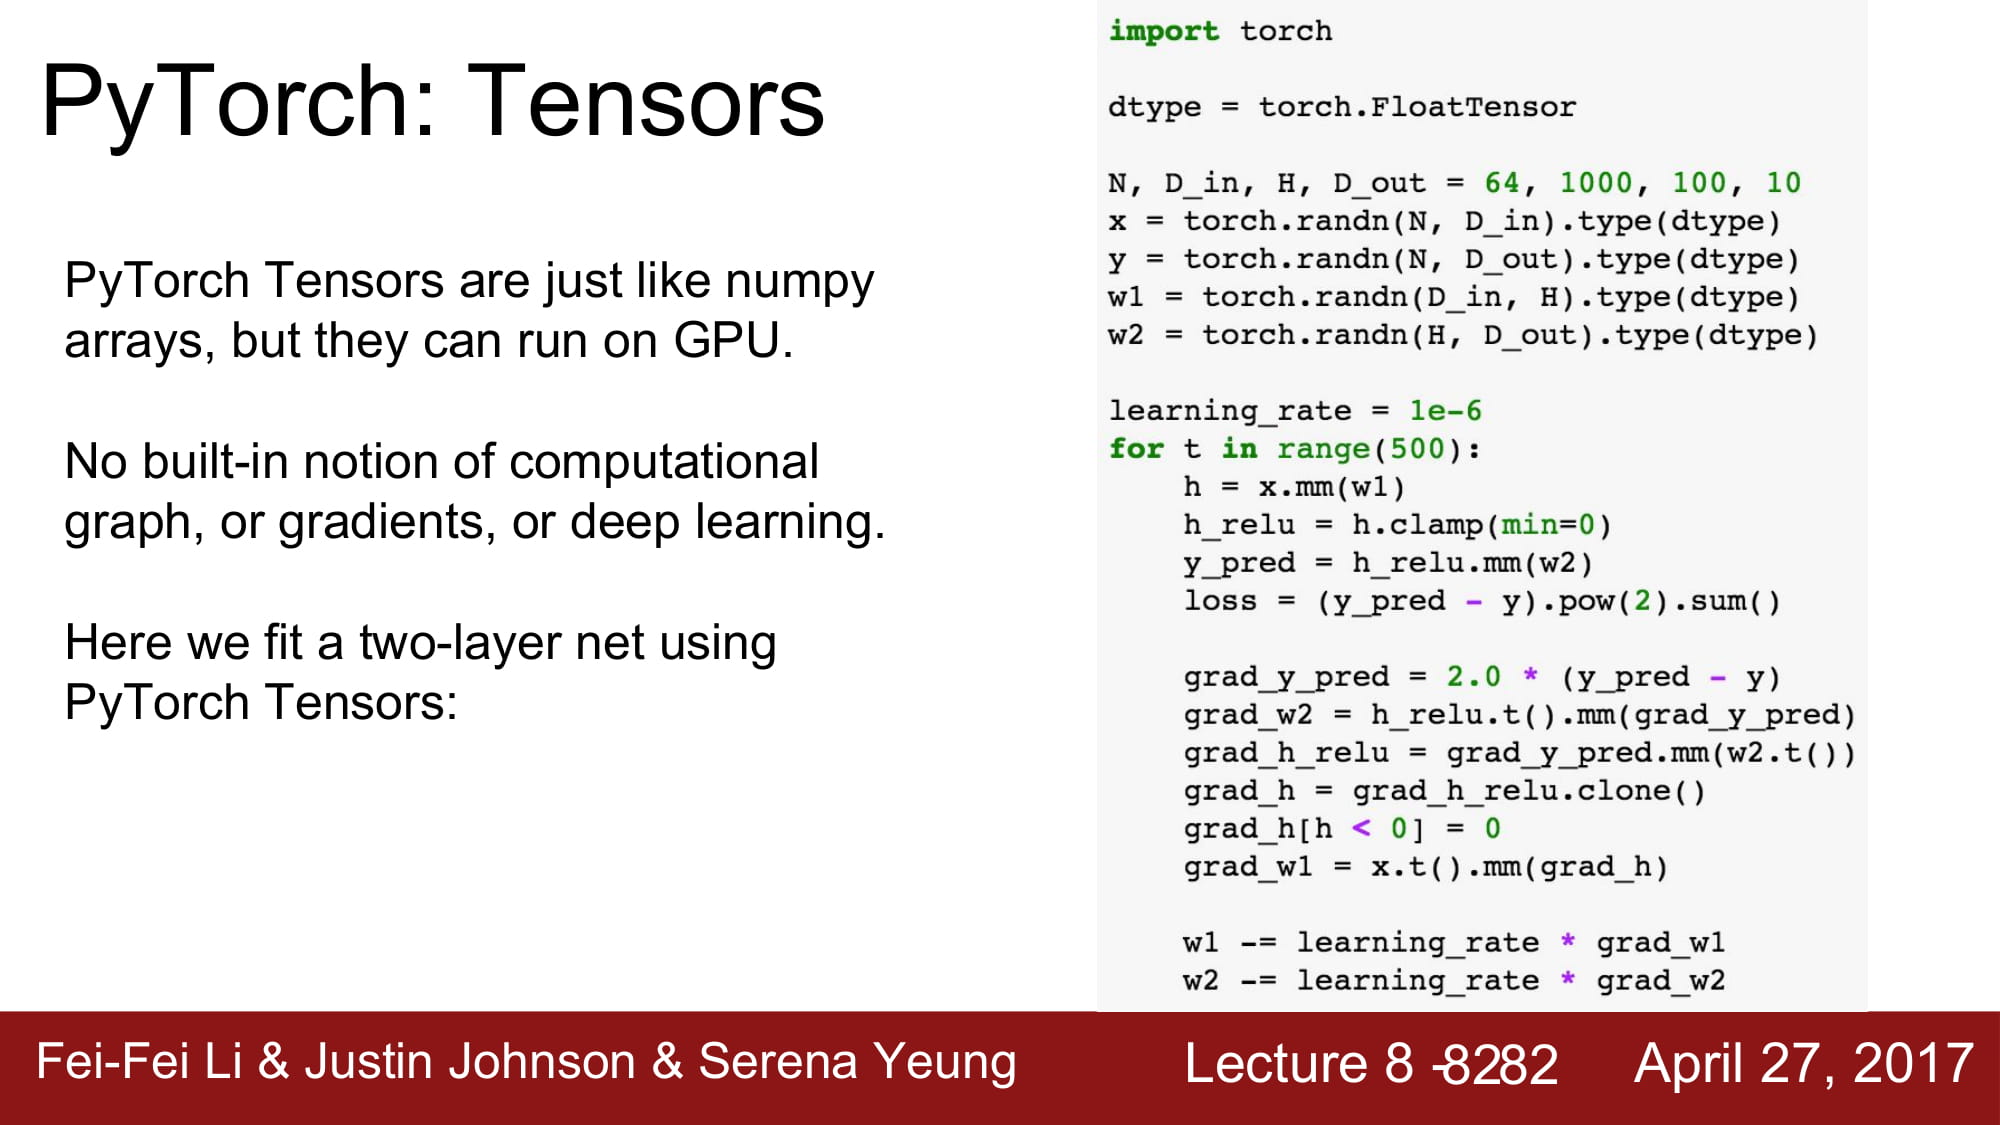 PyTorch: Tensors
PyTorch Tensors are just like numpy
arrays, but they can run on GPU.
No built-in notion of computational
graph, or gradients, or deep learning.
Here we fit a two-layer net using
PyTorch Tensors:
import torch
dtype = torch.FloatTensor
N, D_in, H, D_out = 64, 1000, 100, 10
x = torch.randn(N, D_in).type(dtype)
y = torch.randn(N, D_out).type(dtype)
w1 = torch.randn(D_in, H).type(dtype)
w2 = torch.randn(H, D_out).type(dtype)
learning_rate = 1e-6
for t in range(500):
    h = x.mm(w1)
    h_relu = h.clamp(min=0)
    y_pred = h_relu.mm(w2)
    loss = (y_pred - y).pow(2).sum()
    grad_y_pred = 2.0 * (y_pred - y)
    grad_w2 = h_relu.t().mm(grad_y_pred)
    grad_h_relu = grad_y_pred.mm(w2.t())
    grad_h = grad_h_relu.clone()
    grad_h[h < 0] = 0
    grad_w1 = x.t().mm(grad_h)
    w1 -= learning_rate * grad_w1
    w2 -= learning_rate * grad_w2
Fei-Fei Li & Justin Johnson & Serena Yeung
Lecture 8 -8282
April 27, 2017